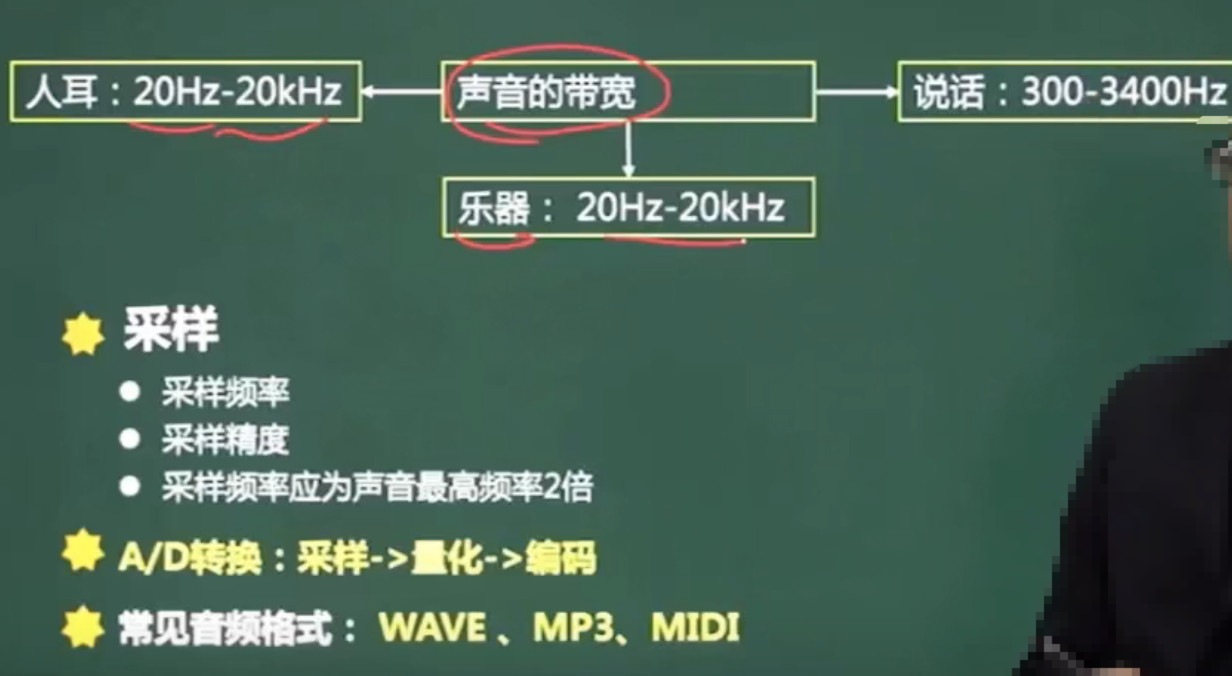 人耳：20Hz-20kHz
声音的带宽
说话：300-3400Hz
乐器： 20Hz-20kHz
采样
采样频率
采样精度
采样频率应为声音最高频率2倍
A/D转换：采样->量化->编码
常见音频格式： WAVE 、MP3、MIDI